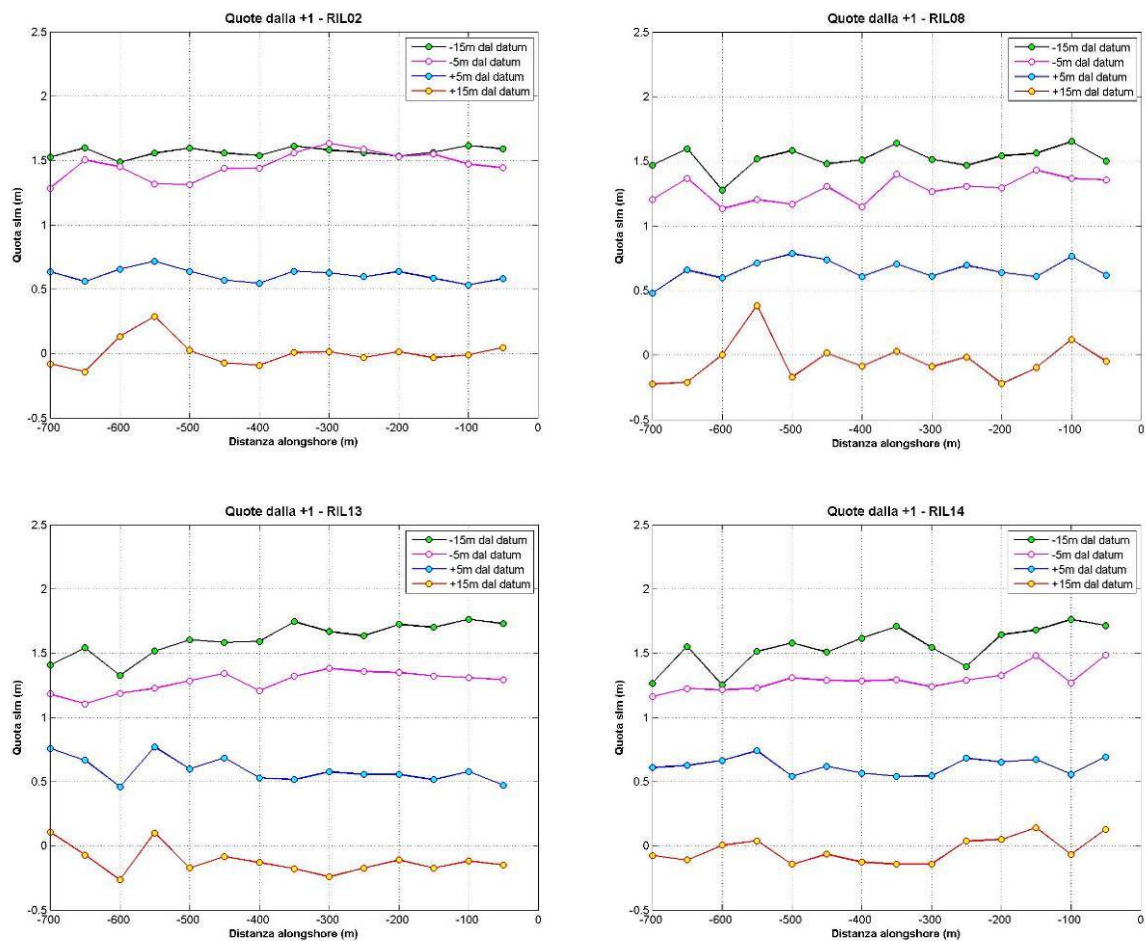 Quote dalla +1 - RIL02
2.5
2
1.5
1
0.5
0
-0.5
Quota slm (m)
-15m dal datum
-5m dal datum
+5m dal datum
+15m dal datum
-700 -600 -500 -400 -300 -200 -100 0
Distanza alongshore (m)
Quote dalla +1 - RIL08
2.5
2
1.5
1
0.5
0
-0.5
Quota slm (m)
-15m dal datum
-5m dal datum
+5m dal datum
+15m dal datum
-700 -600 -500 -400 -300 -200 -100 0
Distanza alongshore (m)
Quote dalla +1 - RIL13
2.5
2
1.5
1
0.5
0
-0.5
Quota slm (m)
-15m dal datum
-5m dal datum
+5m dal datum
+15m dal datum
-700 -600 -500 -400 -300 -200 -100 0
Distanza alongshore (m)
Quote dalla +1 - RIL14
2.5
2
1.5
1
0.5
0
-0.5
Quota slm (m)
-15m dal datum
-5m dal datum
+5m dal datum
+15m dal datum
-700 -600 -500 -400 -300 -200 -100 0
Distanza alongshore (m)